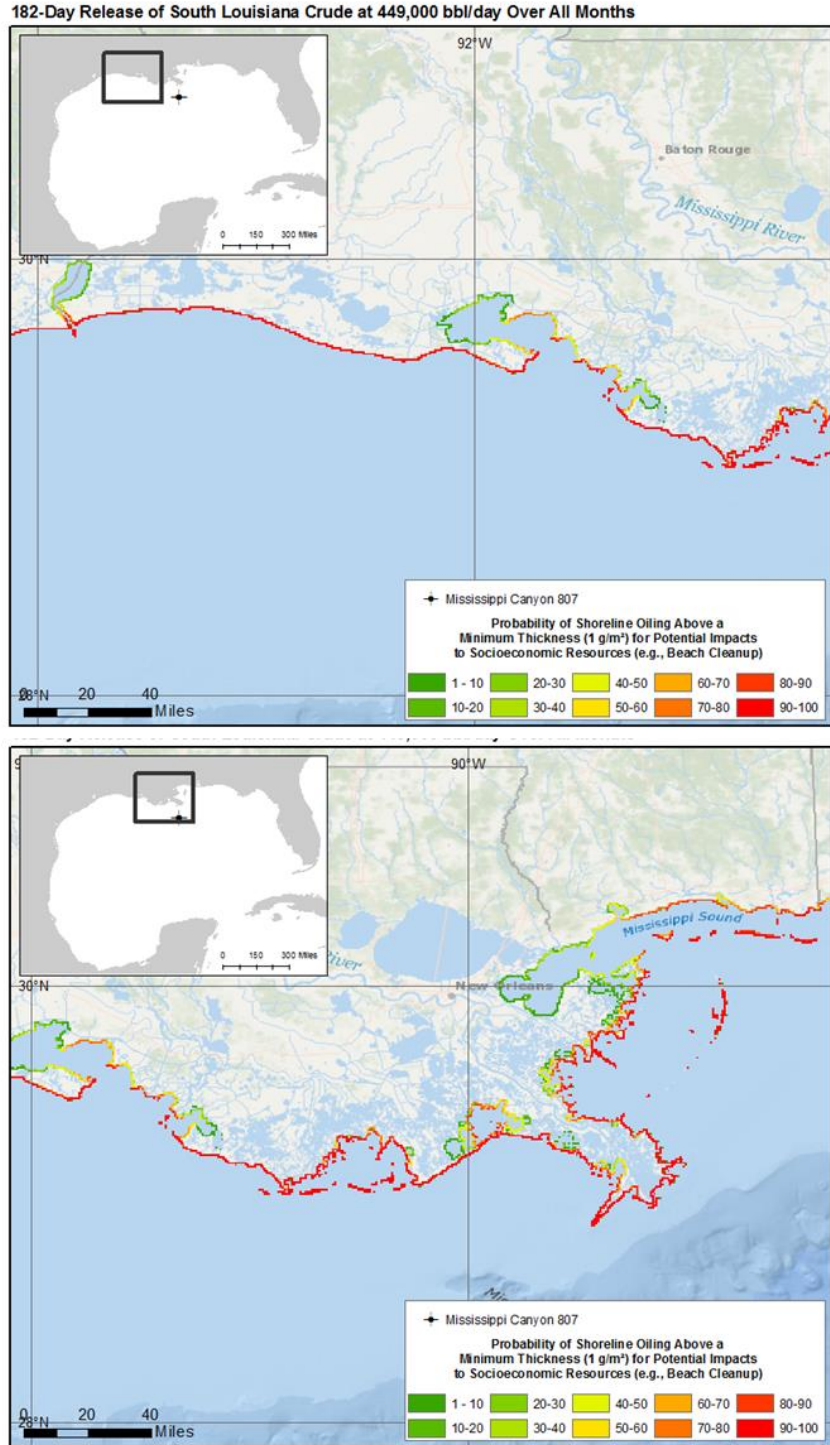 182-Day Release of South Louisiana Crude at 449,000 bbl/day Over All Months
92°W
Baton Rouge
Mississippi River
0 150 300 Miles
30°N
Mississippi Canyon 807
Probability of Shoreline Oiling Above a
Minimum Thickness (1 g/m²) for Potential Impacts
to Socioeconomic Resources (e.g., Beach Cleanup)
1 - 10 20-30 40-50 60-70 80-90
10-20 30-40 50-60 70-80 90-100
28°N
0 20 40
Miles
90°W
Mississippi Sound
River
New Orleans
0 150 300 Miles
30°N
Mississippi Canyon 807
Probability of Shoreline Oiling Above a
Minimum Thickness (1 g/m²) for Potential Impacts
to Socioeconomic Resources (e.g., Beach Cleanup)
1 - 10 20-30 40-50 60-70 80-90
10-20 30-40 50-60 70-80 90-100
28°N
0 20 40
Miles